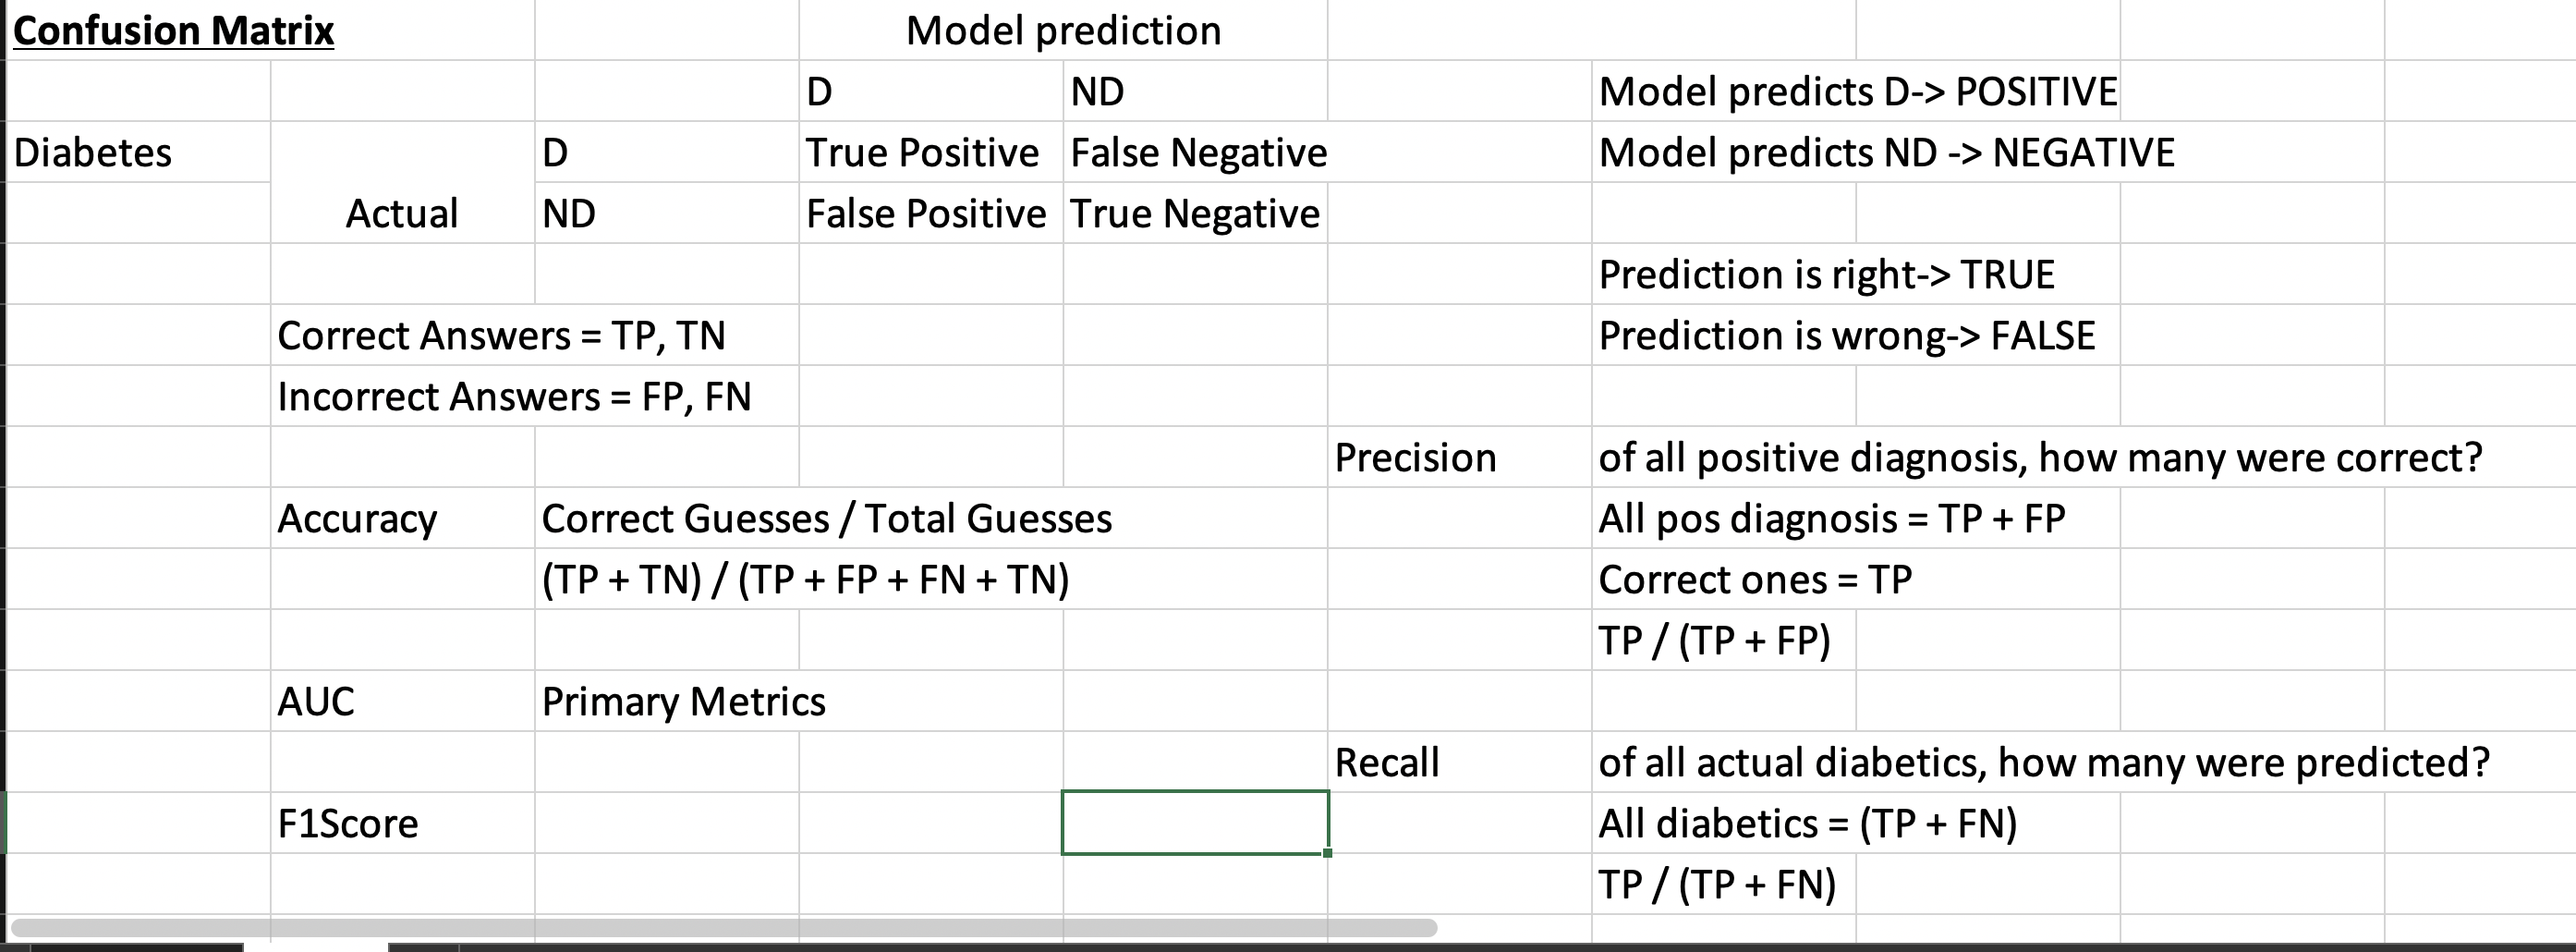 Confusion Matrix Model prediction
D ND Model predicts D-> POSITIVE
Diabetes D True Positive False Negative Model predicts ND -> NEGATIVE
Actual ND False Positive True Negative
Prediction is right-> TRUE
Correct Answers = TP, TN Prediction is wrong-> FALSE
Incorrect Answers = FP, FN
Precision of all positive diagnosis, how many were correct?
Accuracy Correct Guesses / Total Guesses All pos diagnosis = TP + FP
(TP + TN) / (TP + FP + FN + TN) Correct ones = TP
TP / (TP + FP)
AUC Primary Metrics
Recall of all actual diabetics, how many were predicted?
F1Score All diabetics = (TP + FN)
TP / (TP + FN)